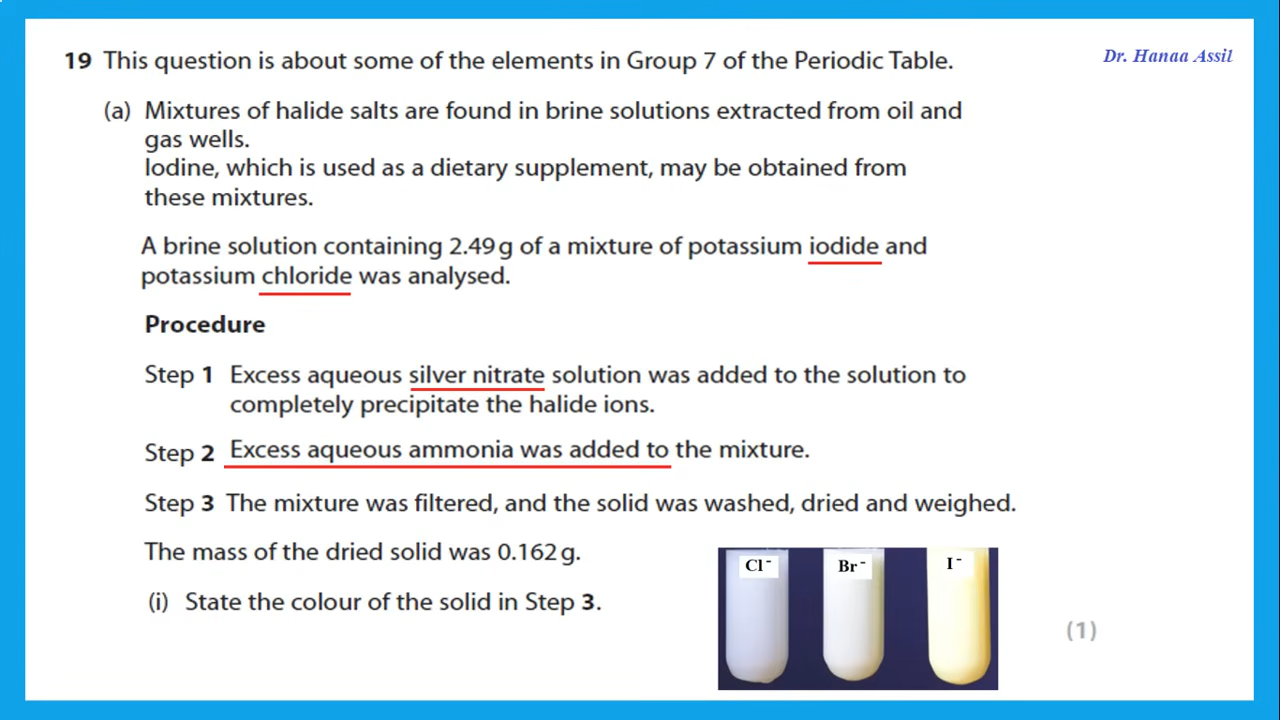 19 This question is about some of the elements in Group 7 of the Periodic Table.
Dr. Hanaa Assil
(a) Mixtures of halide salts are found in brine solutions extracted from oil and
gas wells.
Iodine, which is used as a dietary supplement, may be obtained from
these mixtures.
A brine solution containing 2.49 g of a mixture of potassium iodide and
potassium chloride was analysed.
Procedure
Step 1 Excess aqueous silver nitrate solution was added to the solution to
completely precipitate the halide ions.
Step 2 Excess aqueous ammonia was added to the mixture.
Step 3 The mixture was filtered, and the solid was washed, dried and weighed.
The mass of the dried solid was 0.162 g.
Cl⁻ Br⁻ I⁻
(i) State the colour of the solid in Step 3.
(1)